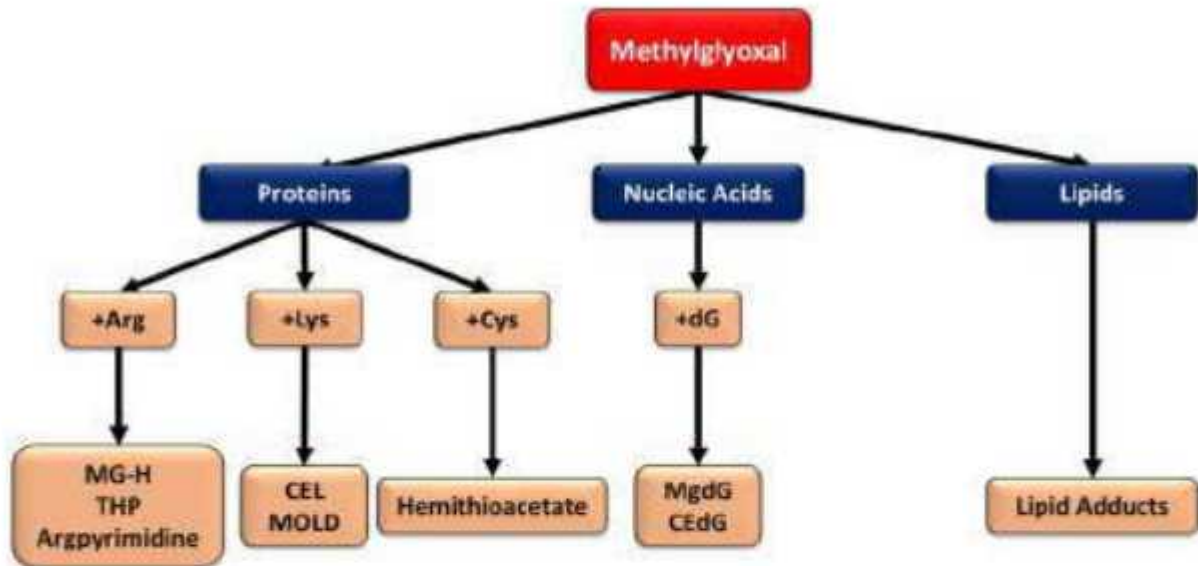 Methylglyoxal
Proteins
Nucleic Acids
Lipids
+Arg
+Lys
+Cys
+dG
MG-H
THP
Argpyrimidine
CEL
MOLD
Hemithioacetate
MgdG
CEdG
Lipid Adducts